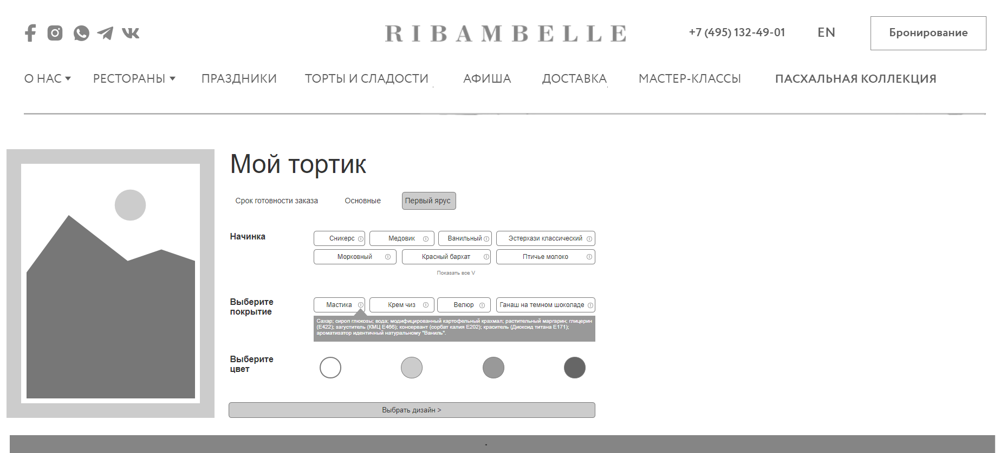 RIBAMBELLE
+7 (495) 132-49-01
EN
Бронирование
О НАС
РЕСТОРАНЫ
ПРАЗДНИКИ
ТОРТЫ И СЛАДОСТИ
АФИША
ДОСТАВКА
МАСТЕР-КЛАССЫ
ПАСХАЛЬНАЯ КОЛЛЕКЦИЯ
Мой тортик
Срок готовности заказа
Основные
Первый ярус
Начинка
Сникерс
Медовик
Ванильный
Эстерхази классический
Морковный
Красный бархат
Птичье молоко
Показать все V
Выберите
покрытие
Мастика
Крем чиз
Велюр
Ганаш на темном шоколаде
Сахар; сироп глюкозы; вода; модифицированный картофельный крахмал; растительный маргарин; глицерин
(Е422); загуститель (КМЦ Е466); консервант (сорбат калия Е202); краситель (Диоксид титана Е171);
ароматизатор идентичный натуральному "Ваниль".
Выберите
цвет
Выбрать дизайн >